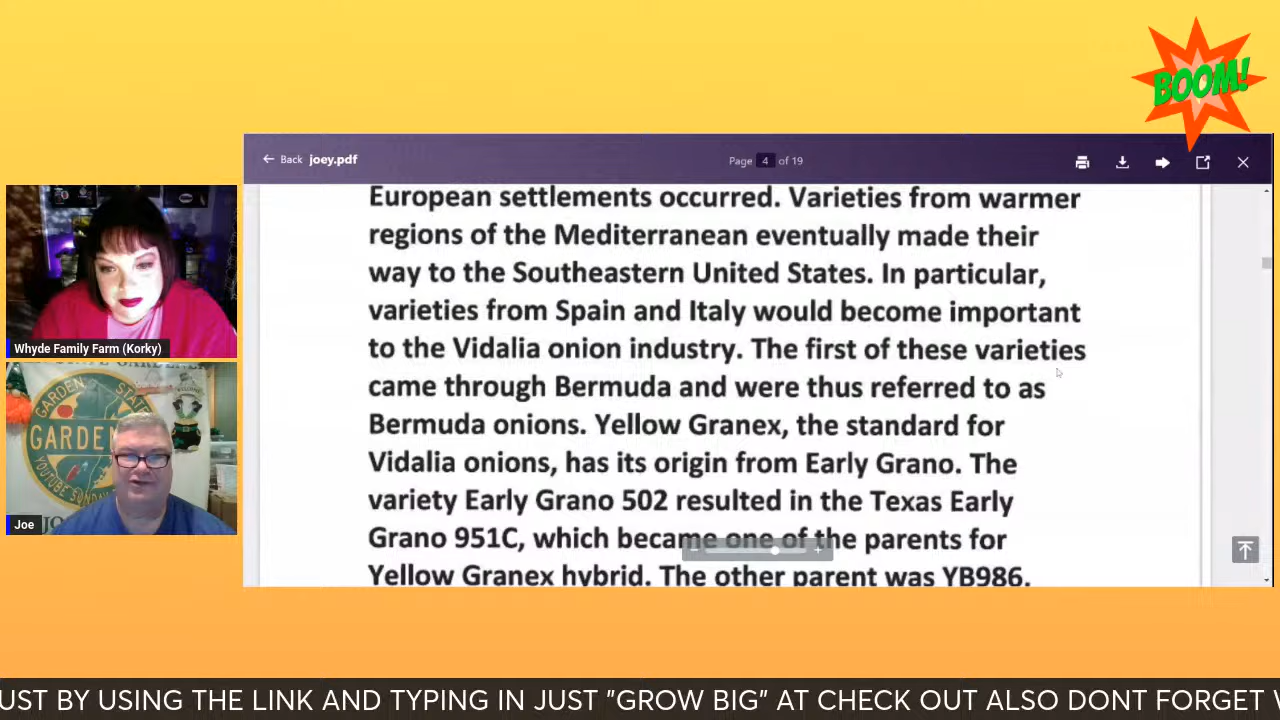 BOOM!
Back joey.pdf
Page 4 of 19
European settlements occurred. Varieties from warmer
regions of the Mediterranean eventually made their
way to the Southeastern United States. In particular,
varieties from Spain and Italy would become important
to the Vidalia onion industry. The first of these varieties
came through Bermuda and were thus referred to as
Bermuda onions. Yellow Granex, the standard for
Vidalia onions, has its origin from Early Grano. The
variety Early Grano 502 resulted in the Texas Early
Grano 951C, which became one of the parents for
Yellow Granex hybrid. The other parent was YB986.
Whyde Family Farm (Korky)
GARDEN STAT
GARDE
YOUTUBE SUNDAY
JO
Joe
UST BY USING THE LINK AND TYPING IN JUST "GROW BIG" AT CHECK OUT ALSO DONT FORGET